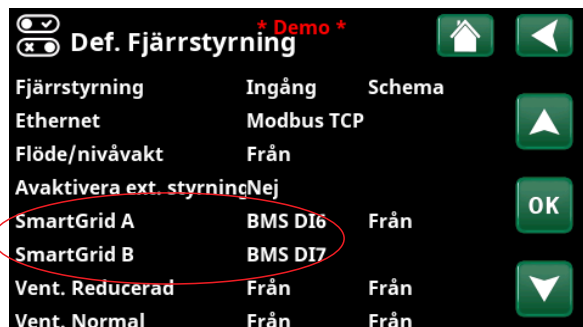 * Demo *
Def. Fjärrstyrning
Fjärrstyrning Ingång Schema
Ethernet Modbus TCP
Flöde/nivåvakt Från
Avaktivera ext. styrning Nej
SmartGrid A BMS DI6 Från
SmartGrid B BMS DI7
Vent. Reducerad Från Från
Vent. Normal Från Från
OK